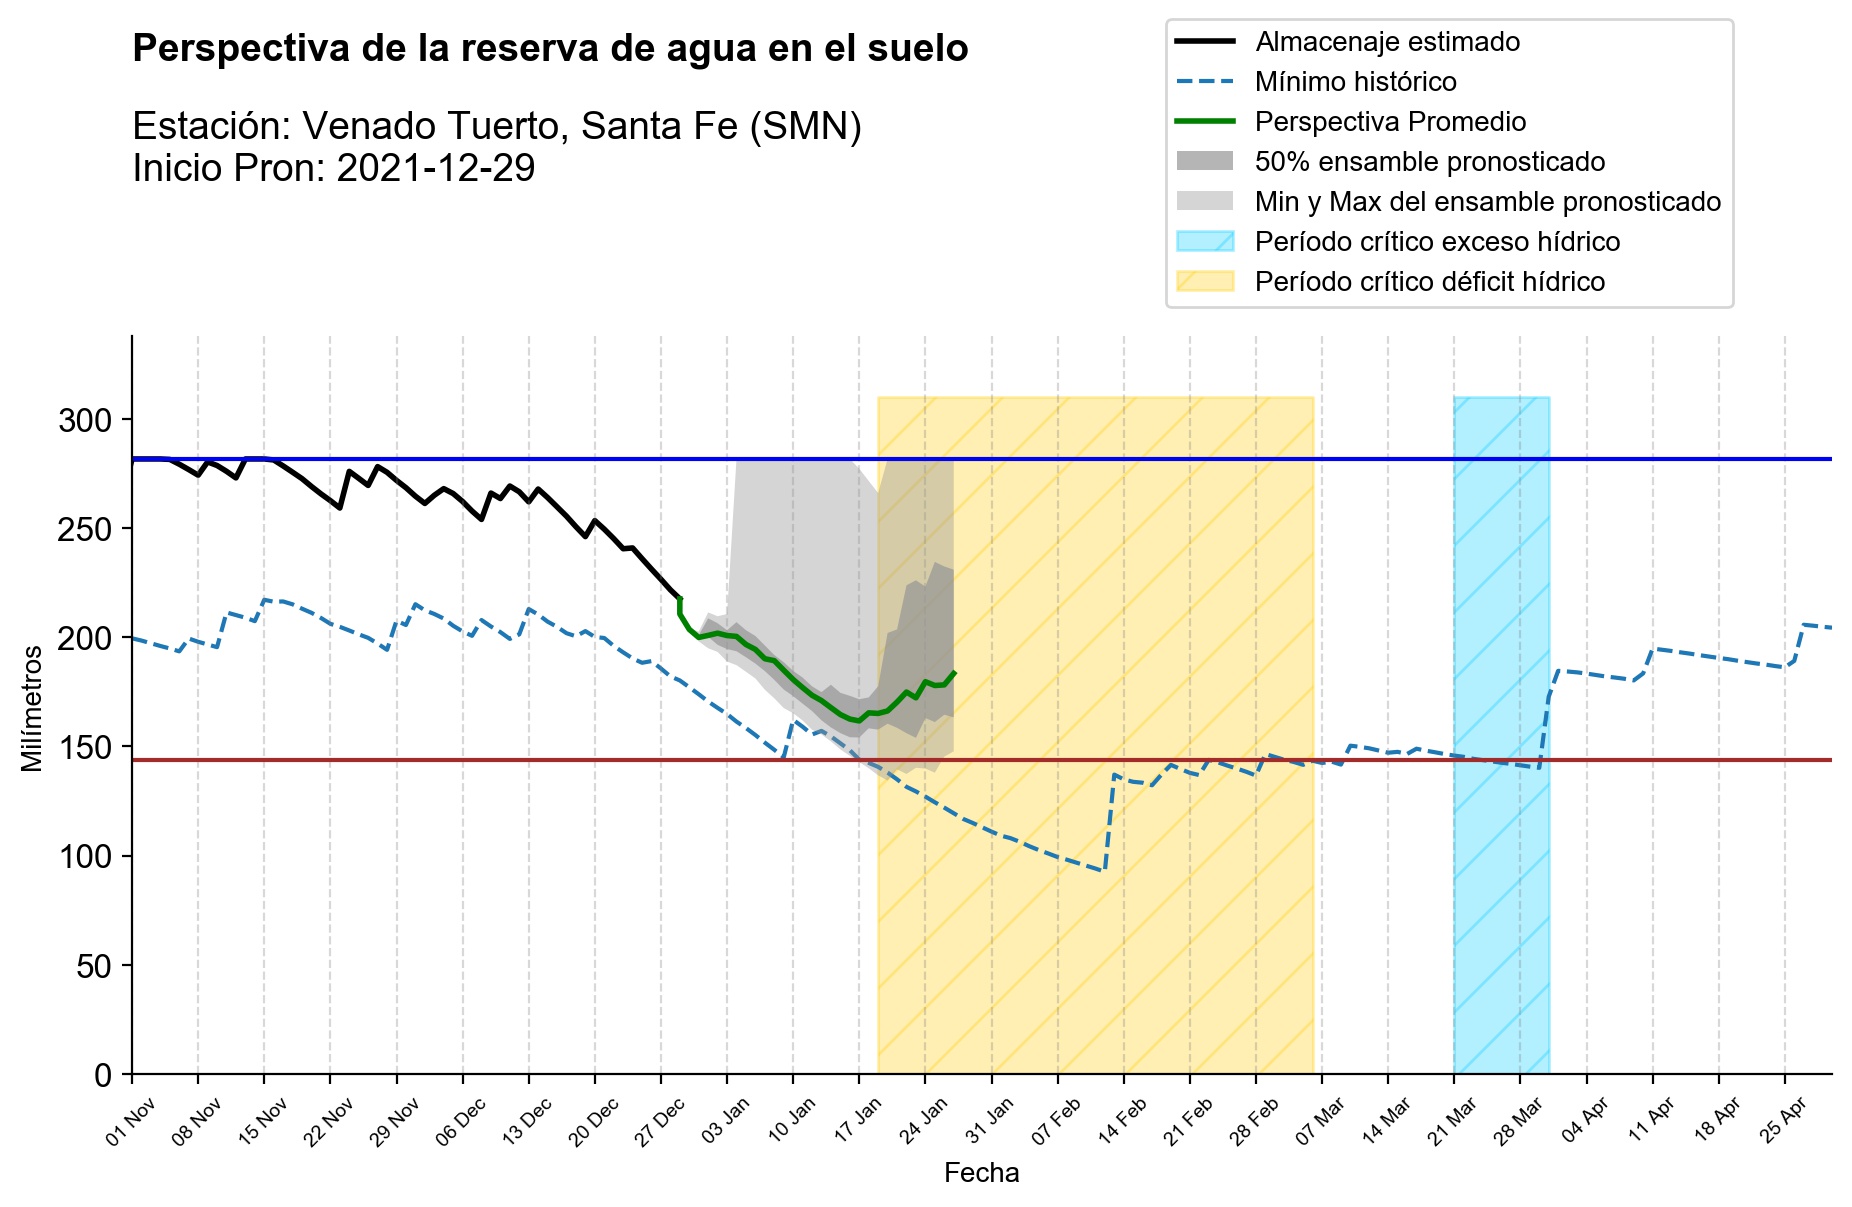 Perspectiva de la reserva de agua en el suelo
Estación: Venado Tuerto, Santa Fe (SMN)
Inicio Pron: 2021-12-29
Almacenaje estimado
Mínimo histórico
Perspectiva Promedio
50% ensamble pronosticado
Min y Max del ensamble pronosticado
Período crítico exceso hídrico
Período crítico déficit hídrico
Milímetros
300
250
200
150
100
50
0
01 Nov
08 Nov
15 Nov
22 Nov
29 Nov
06 Dec
13 Dec
20 Dec
27 Dec
03 Jan
10 Jan
17 Jan
24 Jan
31 Jan
07 Feb
14 Feb
21 Feb
28 Feb
07 Mar
14 Mar
21 Mar
28 Mar
04 Apr
11 Apr
18 Apr
25 Apr
Fecha